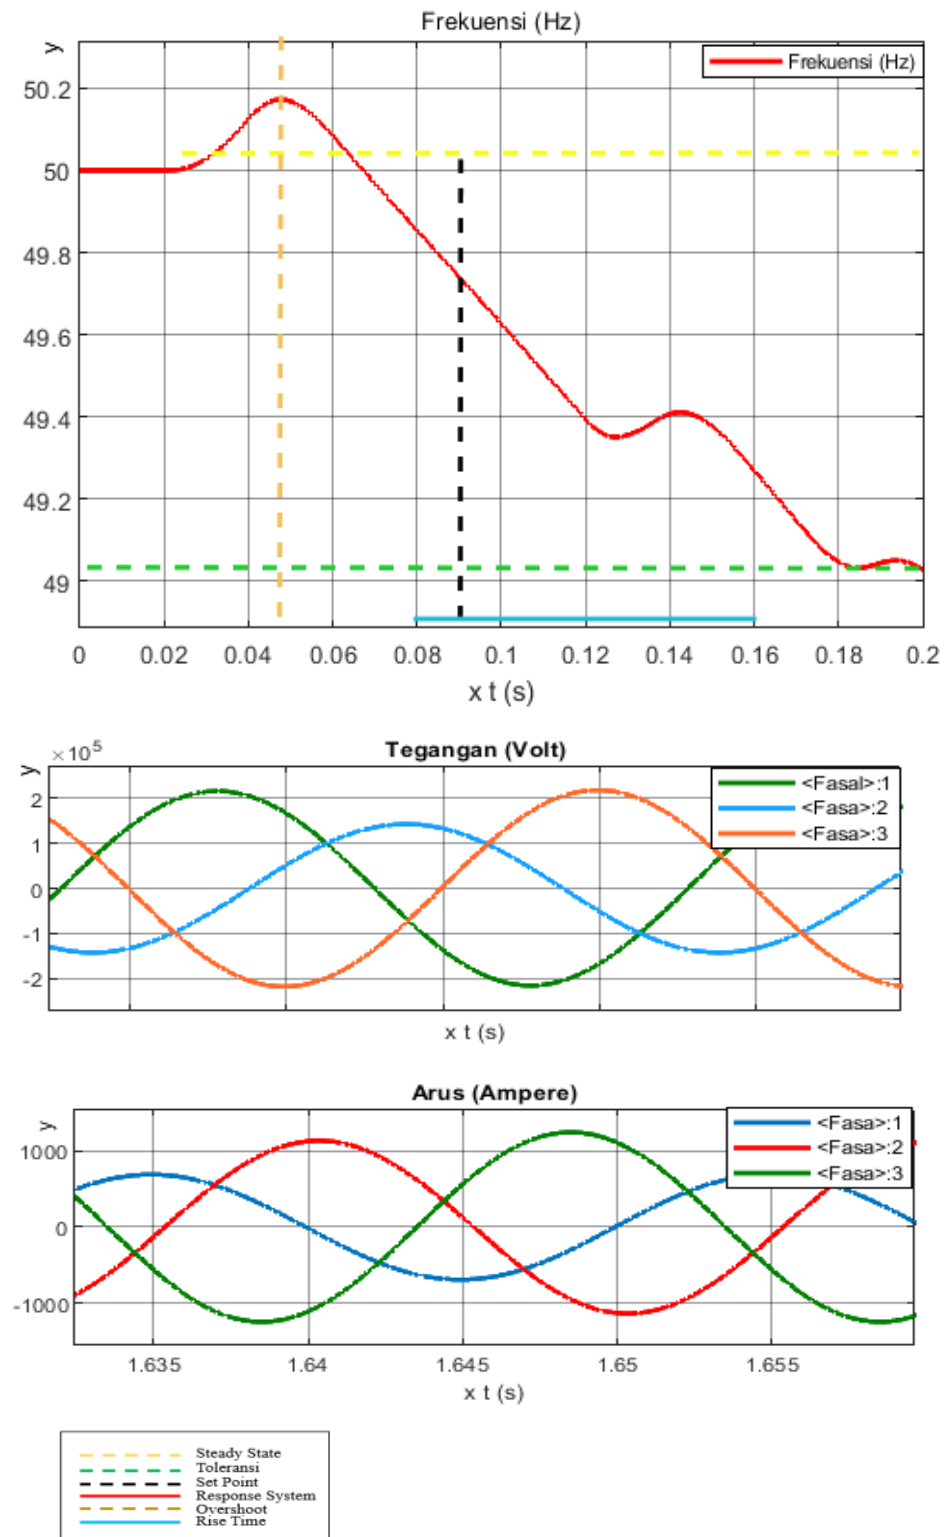 Frekuensi (Hz)
y
Frekuensi (Hz)
50.2
50
49.8
49.6
49.4
49.2
49
0 0.02 0.04 0.06 0.08 0.1 0.12 0.14 0.16 0.18 0.2
x t (s)
×10^5
Tegangan (Volt)
y
<Fasal>:1
<Fasa>:2
<Fasa>:3
2
1
0
-1
-2
x t (s)
Arus (Ampere)
y
<Fasa>:1
<Fasa>:2
<Fasa>:3
1000
0
-1000
1.635 1.64 1.645 1.65 1.655
x t (s)
Steady State
Toleransi
Set Point
Response System
Overshoot
Rise Time